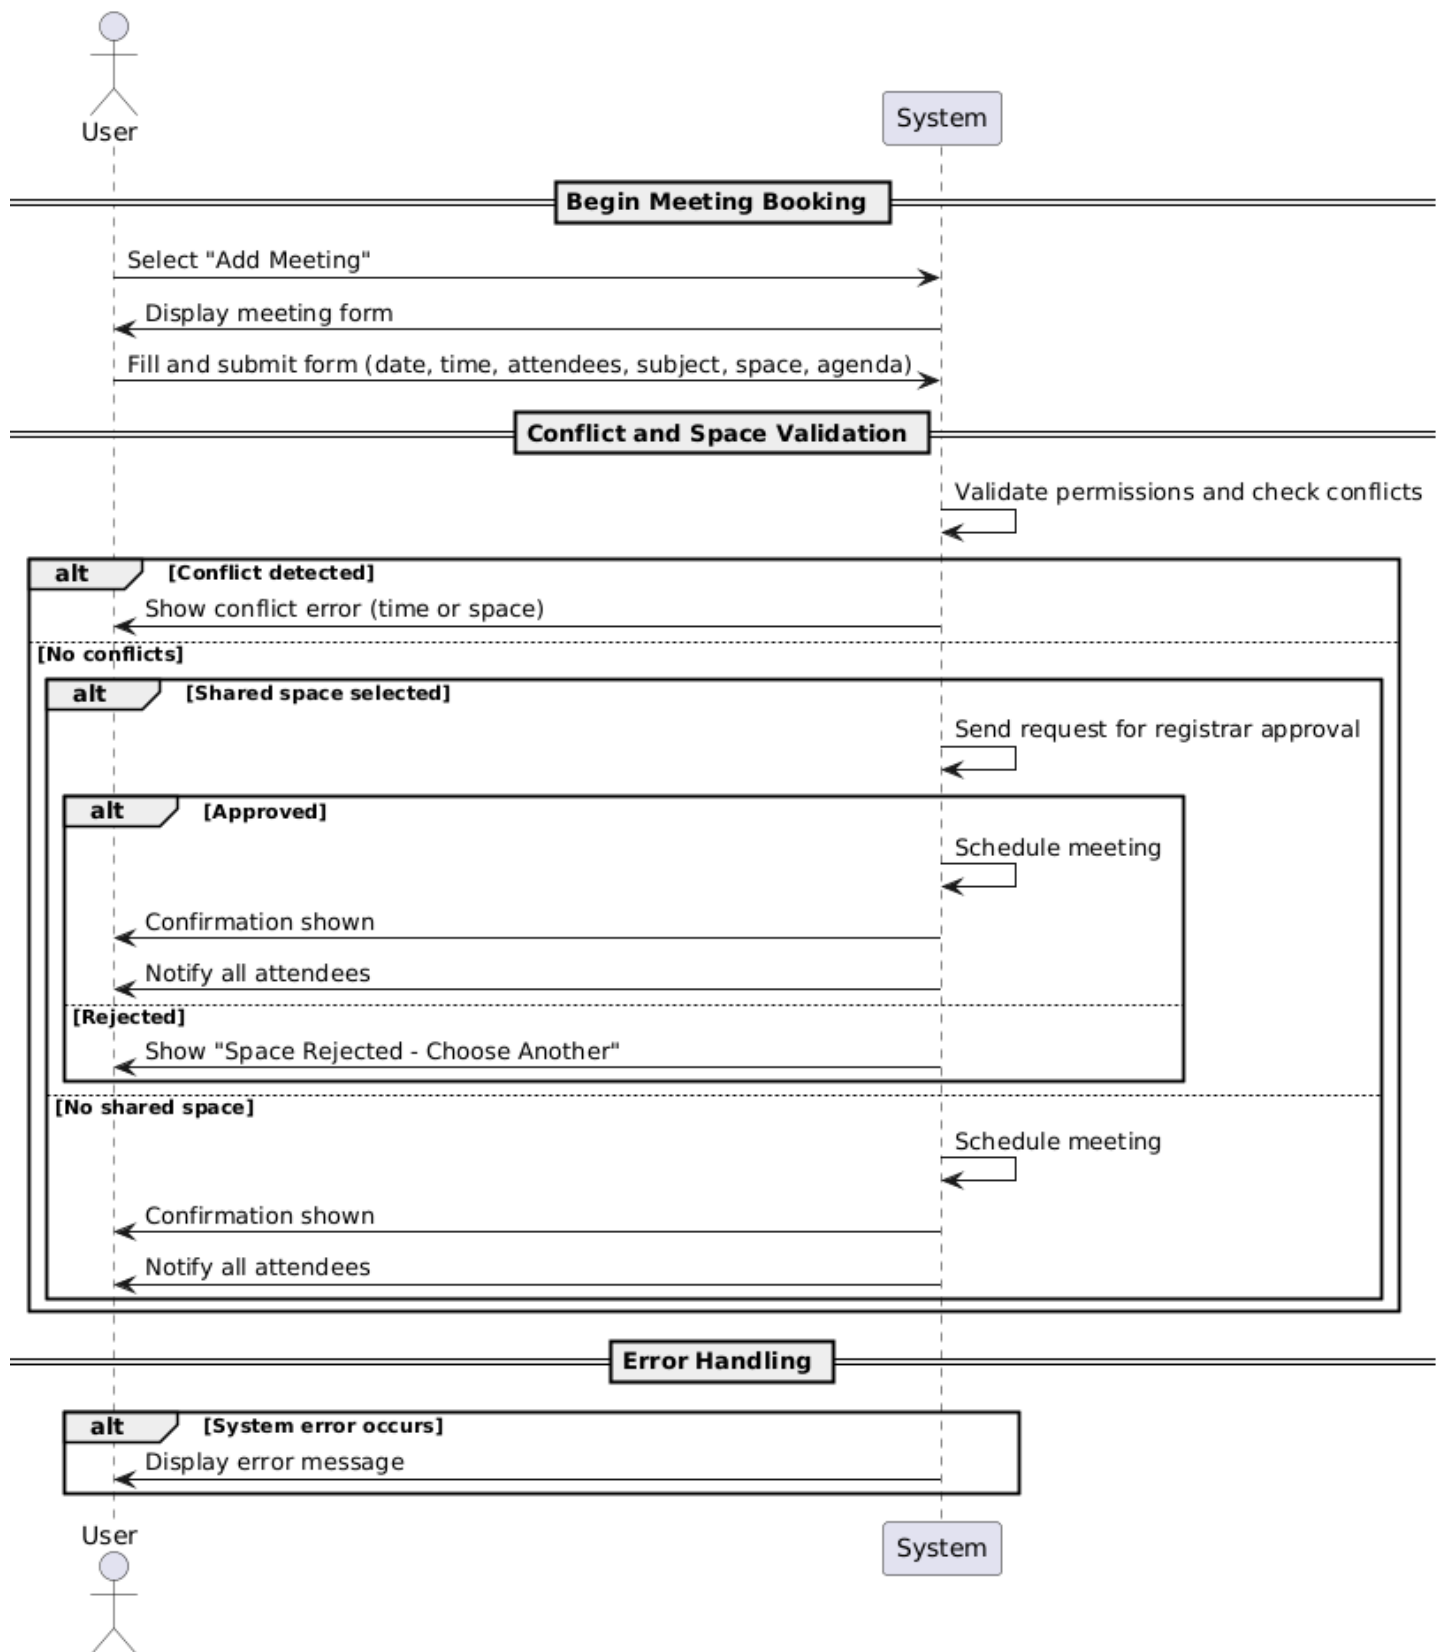 User
System
Begin Meeting Booking
Select "Add Meeting"
Display meeting form
Fill and submit form (date, time, attendees, subject, space, agenda)
Conflict and Space Validation
Validate permissions and check conflicts
alt [Conflict detected]
Show conflict error (time or space)
[No conflicts]
alt [Shared space selected]
Send request for registrar approval
alt [Approved]
Schedule meeting
Confirmation shown
Notify all attendees
[Rejected]
Show "Space Rejected - Choose Another"
[No shared space]
Schedule meeting
Confirmation shown
Notify all attendees
Error Handling
alt [System error occurs]
Display error message
User
System